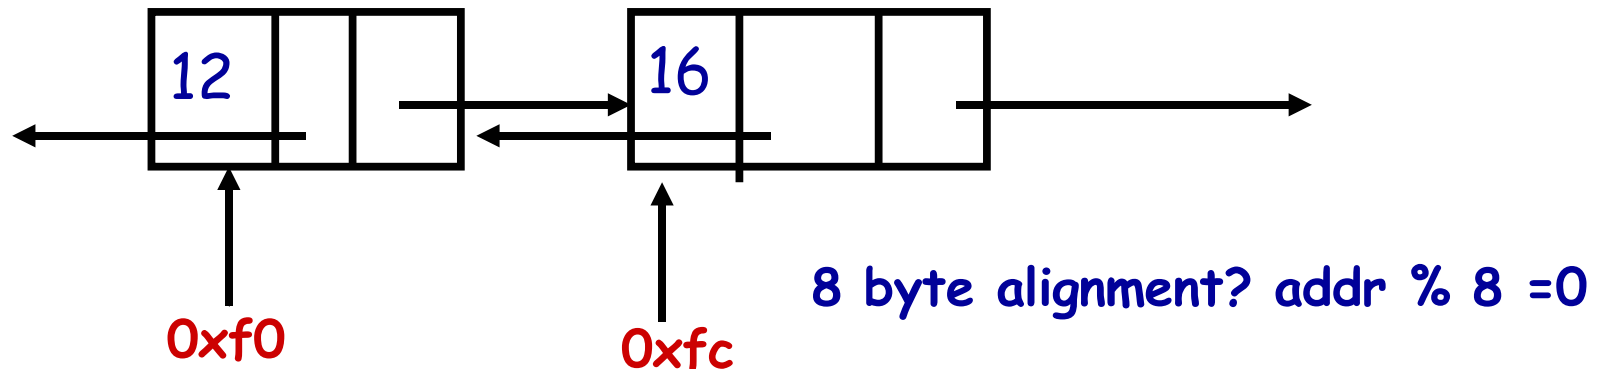 12
16
0xf0
0xfc
8 byte alignment? addr % 8 =0